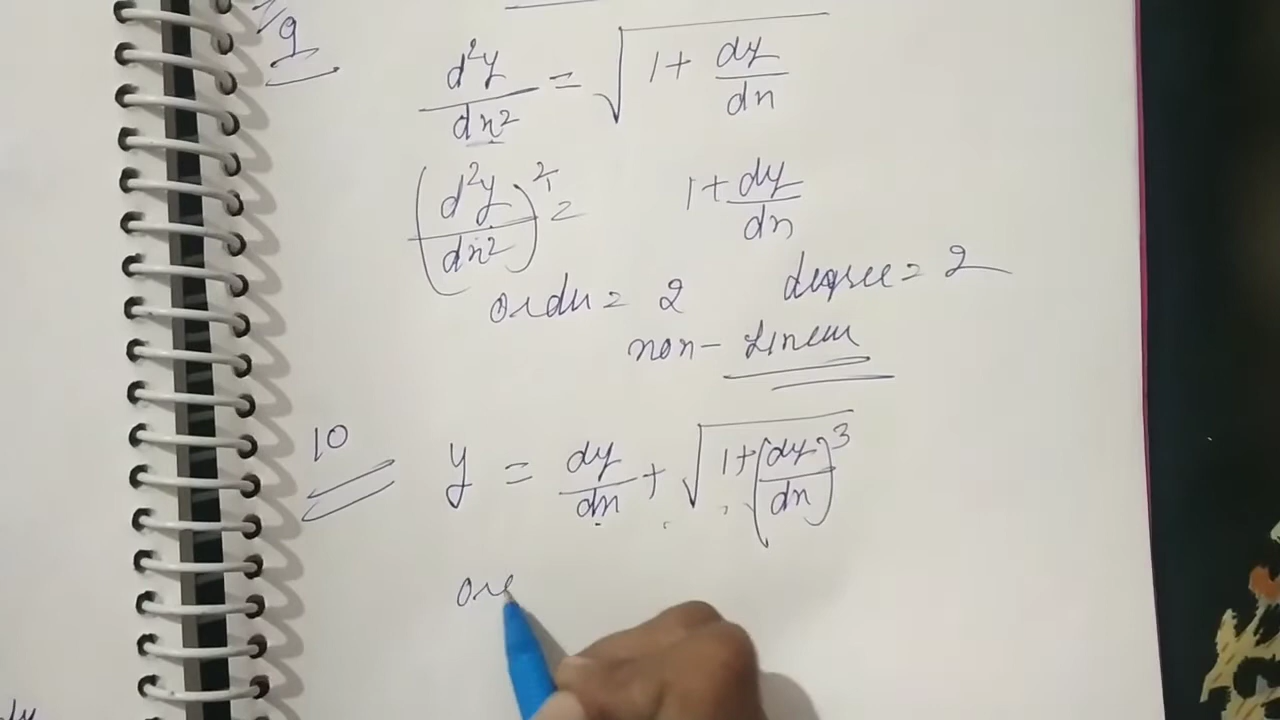 9
d²y/dx² = √(1 + dy/dx)
(d²y/dx²)² = 1 + dy/dx
order = 2 degree = 2
non-Linear
10 y = dy/dx + √(1 + (dy/dx)³)
ord